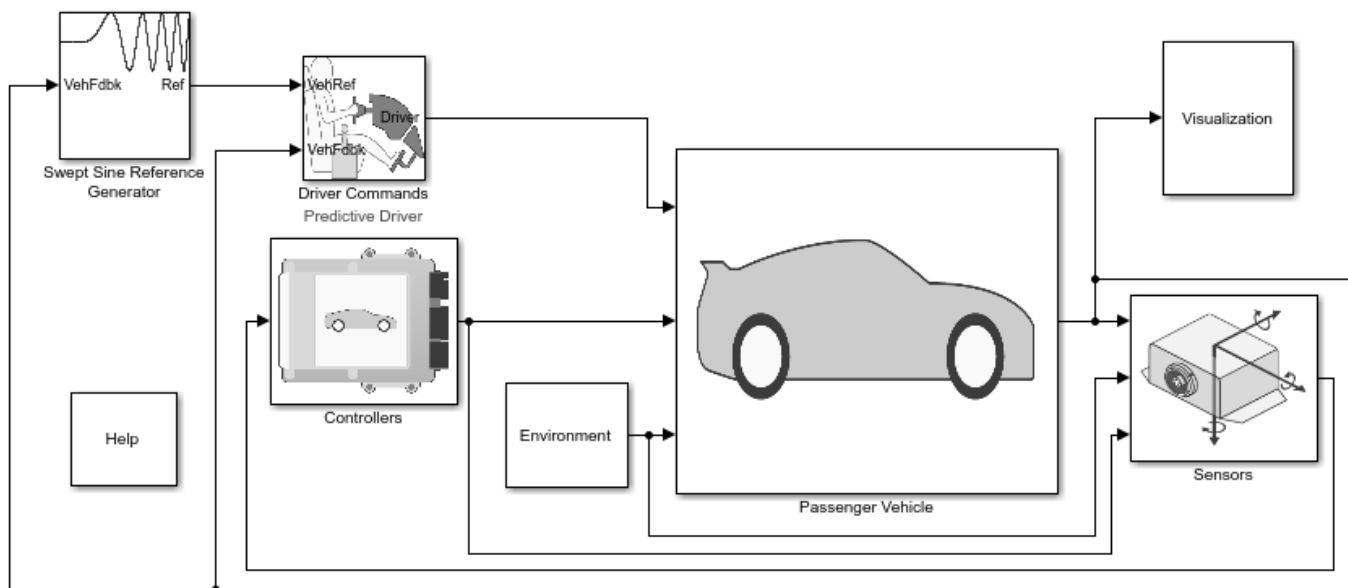 VehFdbk
Ref
Swept Sine Reference
Generator
VehRef
Driver
VehFdbk
Driver Commands
Predictive Driver
Visualization
Controllers
Help
Environment
Passenger Vehicle
Sensors